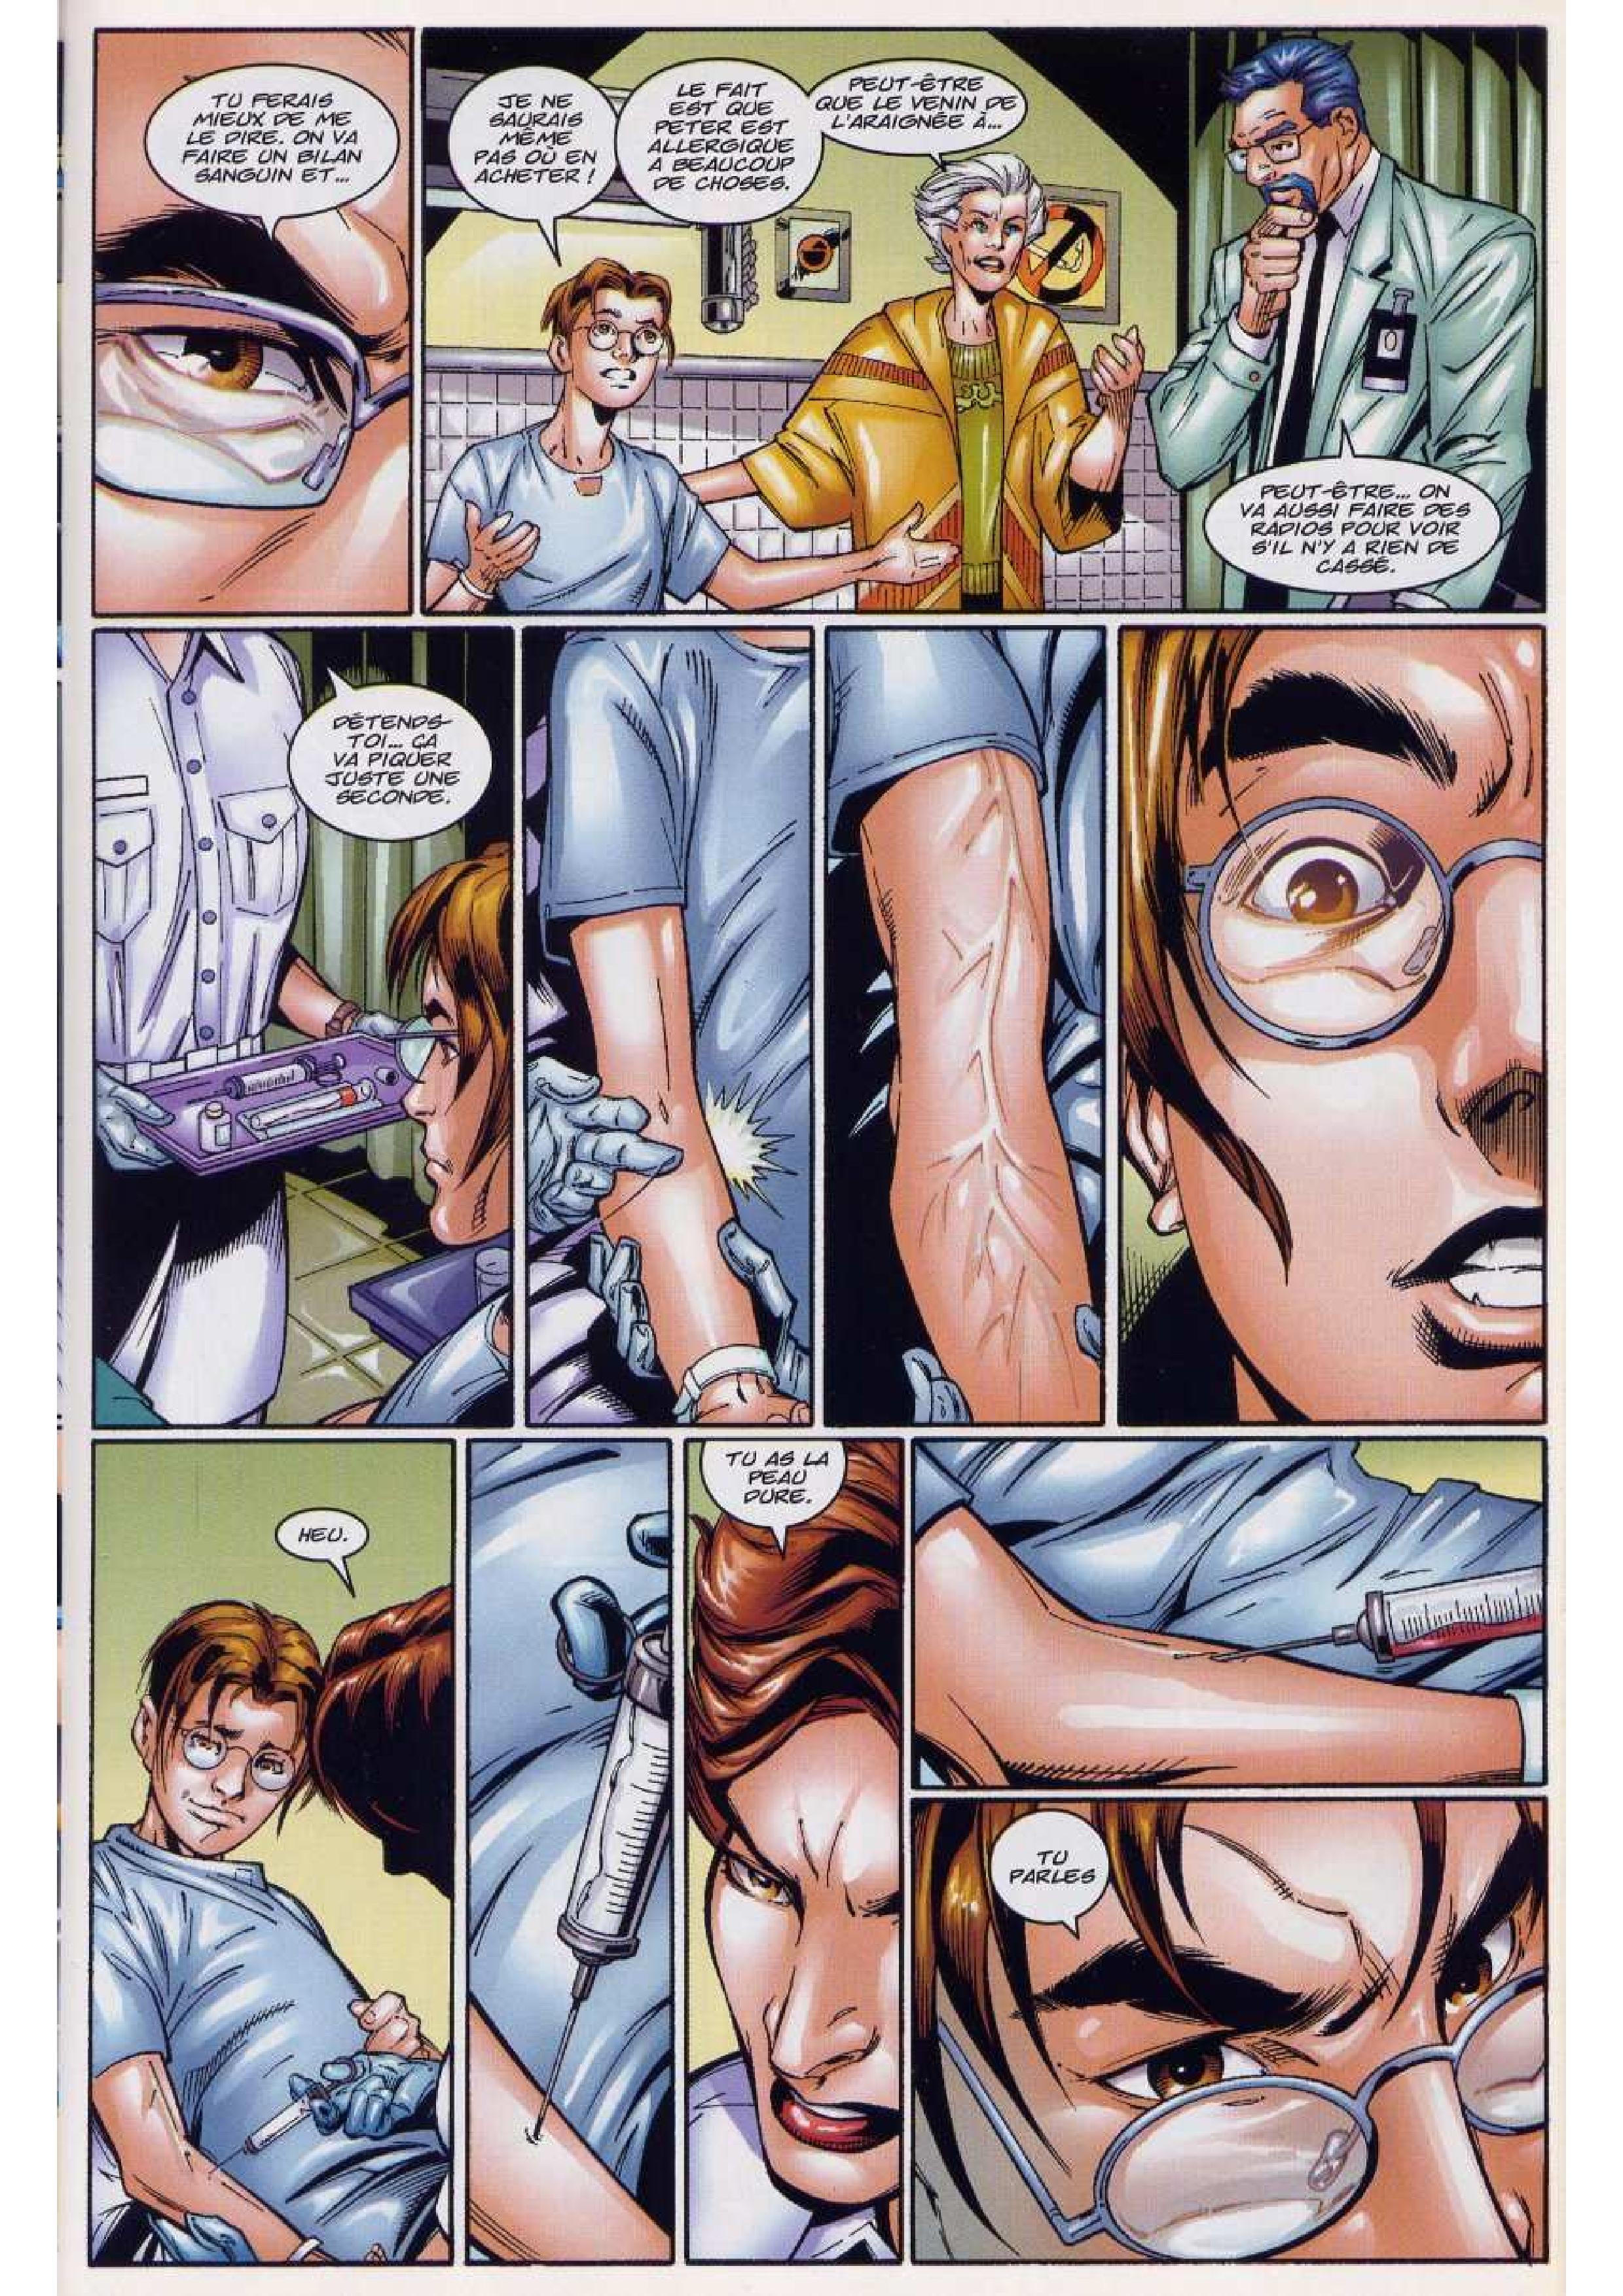 TU FERAIS
MIEUX DE ME
LE DIRE. ON VA
FAIRE UN BILAN
SANGUIN ET...
JE NE
SAURAIS
MÊME
PAS OÙ EN
ACHETER !
LE FAIT
EST QUE
PETER EST
ALLERGIQUE
A BEAUCOUP
DE CHOSES.
PEUT-ÊTRE
QUE LE VENIN DE
L'ARAIGNÉE A...
PEUT-ÊTRE... ON
VA AUSSI FAIRE DES
RADIOS POUR VOIR
S'IL N'Y A RIEN DE
CASSÉ.
DÉTENDS-
TOI... ÇA
VA PIQUER
JUSTE UNE
SECONDE.
HEU.
TU AS LA
PEAU
DURE.
TU
PARLES